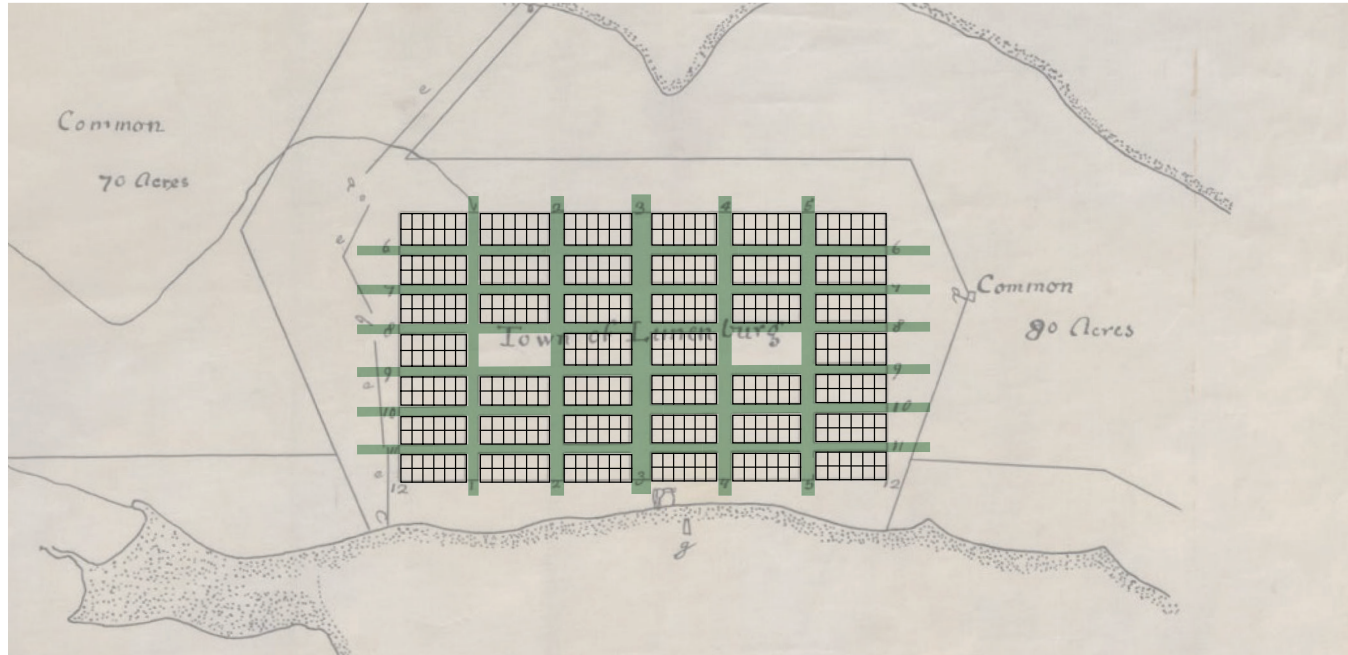 Common
70 Acres
e
e
1 2 3 4 5
6 6
7 7
Common
8 8
80 Acres
Town of Lunenburg
9 9
10 10
11 11
12 1 2 3 4 5 12
g